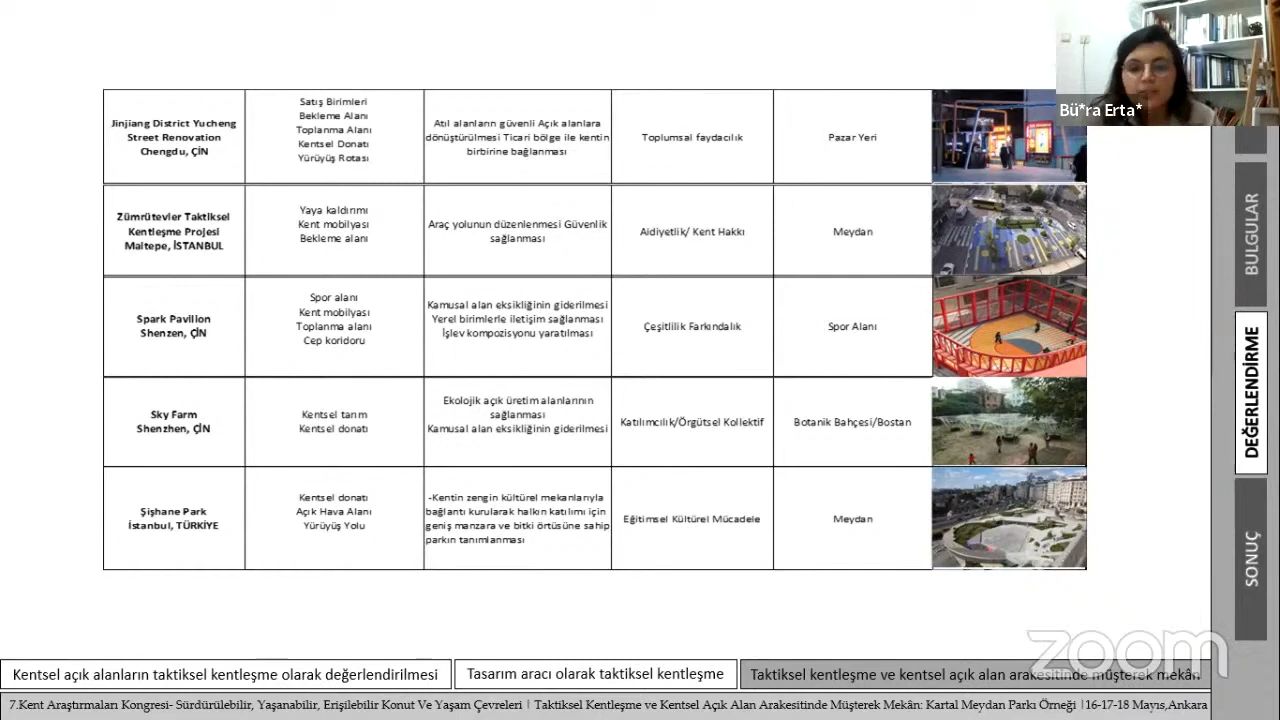 Bü*ra Erta*
Jinjiang District Yucheng
Street Renovation
Chengdu, ÇİN
Satış Birimleri
Bekleme Alanı
Toplanma Alanı
Kentsel Donatı
Yürüyüş Rotası
Atıl alanların güvenli Açık alanlara
dönüştürülmesi Ticari bölge ile kentin
birbirine bağlanması
Toplumsal faydacılık
Pazar Yeri
Zümrütevler Taktiksel
Kentleşme Projesi
Maltepe, İSTANBUL
Yaya kaldırımı
Kent mobilyası
Bekleme alanı
Araç yolunun düzenlenmesi Güvenlik
sağlanması
Aidiyetlik/ Kent Hakkı
Meydan
Spark Pavilion
Shenzen, ÇİN
Spor alanı
Kent mobilyası
Toplanma alanı
Cep koridoru
Kamusal alan eksikliğinin giderilmesi
Yerel birimlerle iletişim sağlanması
İşlev kompozisyonu yaratılması
Çeşitlilik Farkındalık
Spor Alanı
Sky Farm
Shenzhen, ÇİN
Kentsel tarım
Kentsel donatı
Ekolojik açık üretim alanlarının
sağlanması
Kamusal alan eksikliğinin giderilmesi
Katılımcılık/Örgütsel Kollektif
Botanik Bahçesi/Bostan
Şişhane Park
İstanbul, TÜRKİYE
Kentsel donatı
Açık Hava Alanı
Yürüyüş Yolu
-Kentin zengin kültürel mekanlarıyla
bağlantı kurularak halkın katılımı için
geniş manzara ve bitki örtüsüne sahip
parkın tanımlanması
Eğitimsel Kültürel Mücadele
Meydan
BULGULAR
DEĞERLENDİRME
SONUÇ
zoom
Kentsel açık alanların taktiksel kentleşme olarak değerlendirilmesi
Tasarım aracı olarak taktiksel kentleşme
Taktiksel kentleşme ve kentsel açık alan arakesitinde müşterek mekân
7.Kent Araştırmaları Kongresi- Sürdürülebilir, Yaşanabilir, Erişilebilir Konut Ve Yaşam Çevreleri | Taktiksel Kentleşme ve Kentsel Açık Alan Arakesitinde Müşterek Mekân: Kartal Meydan Parkı Örneği |16-17-18 Mayıs,Ankara